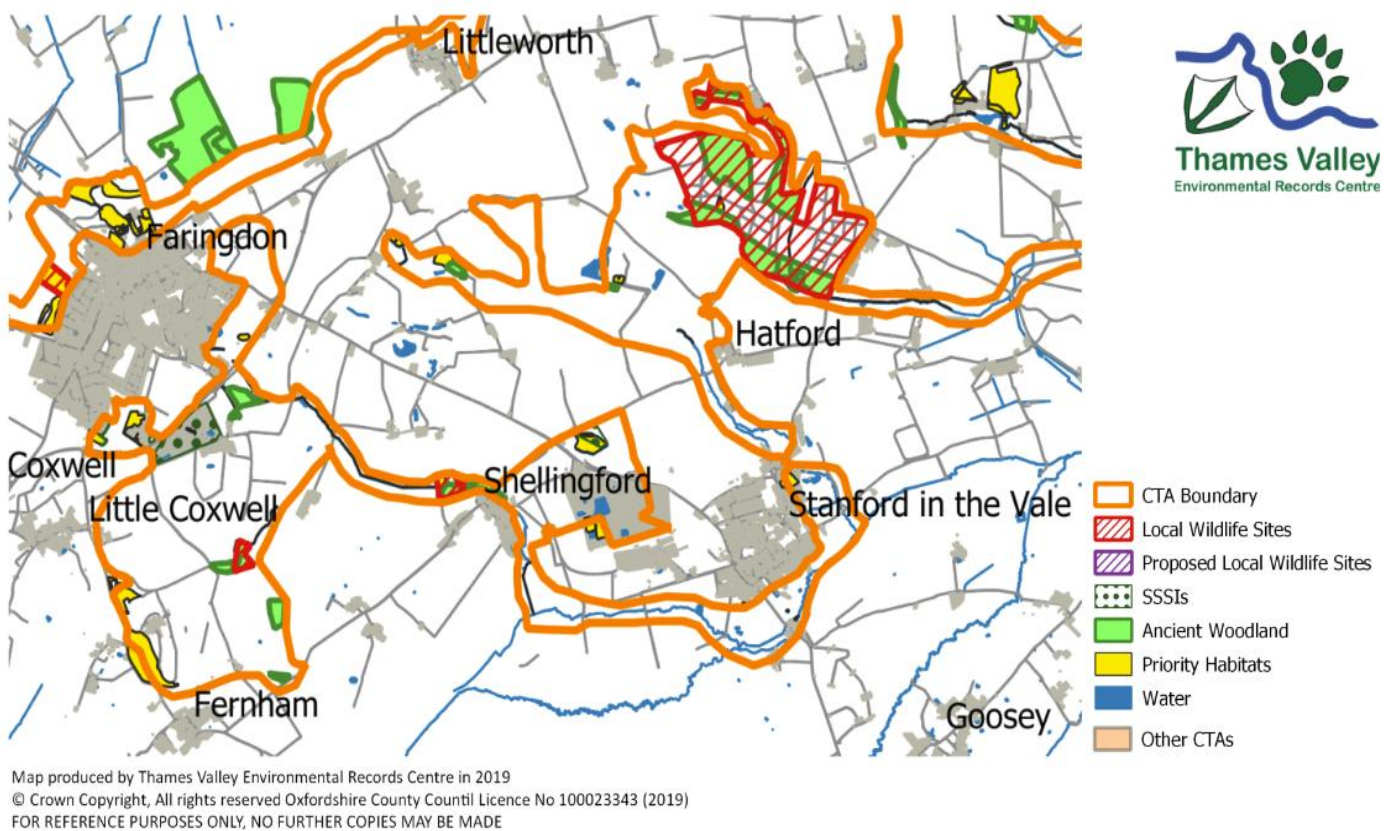 Littleworth
Faringdon
Hatford
Coxwell
Shellingford
Little Coxwell
Stanford in the Vale
Fernham
Goosey
Thames Valley
Environmental Records Centre
CTA Boundary
Local Wildlife Sites
Proposed Local Wildlife Sites
SSSIs
Ancient Woodland
Priority Habitats
Water
Other CTAs
Map produced by Thames Valley Environmental Records Centre in 2019
© Crown Copyright, All rights reserved Oxfordshire County Countil Licence No 100023343 (2019)
FOR REFERENCE PURPOSES ONLY, NO FURTHER COPIES MAY BE MADE